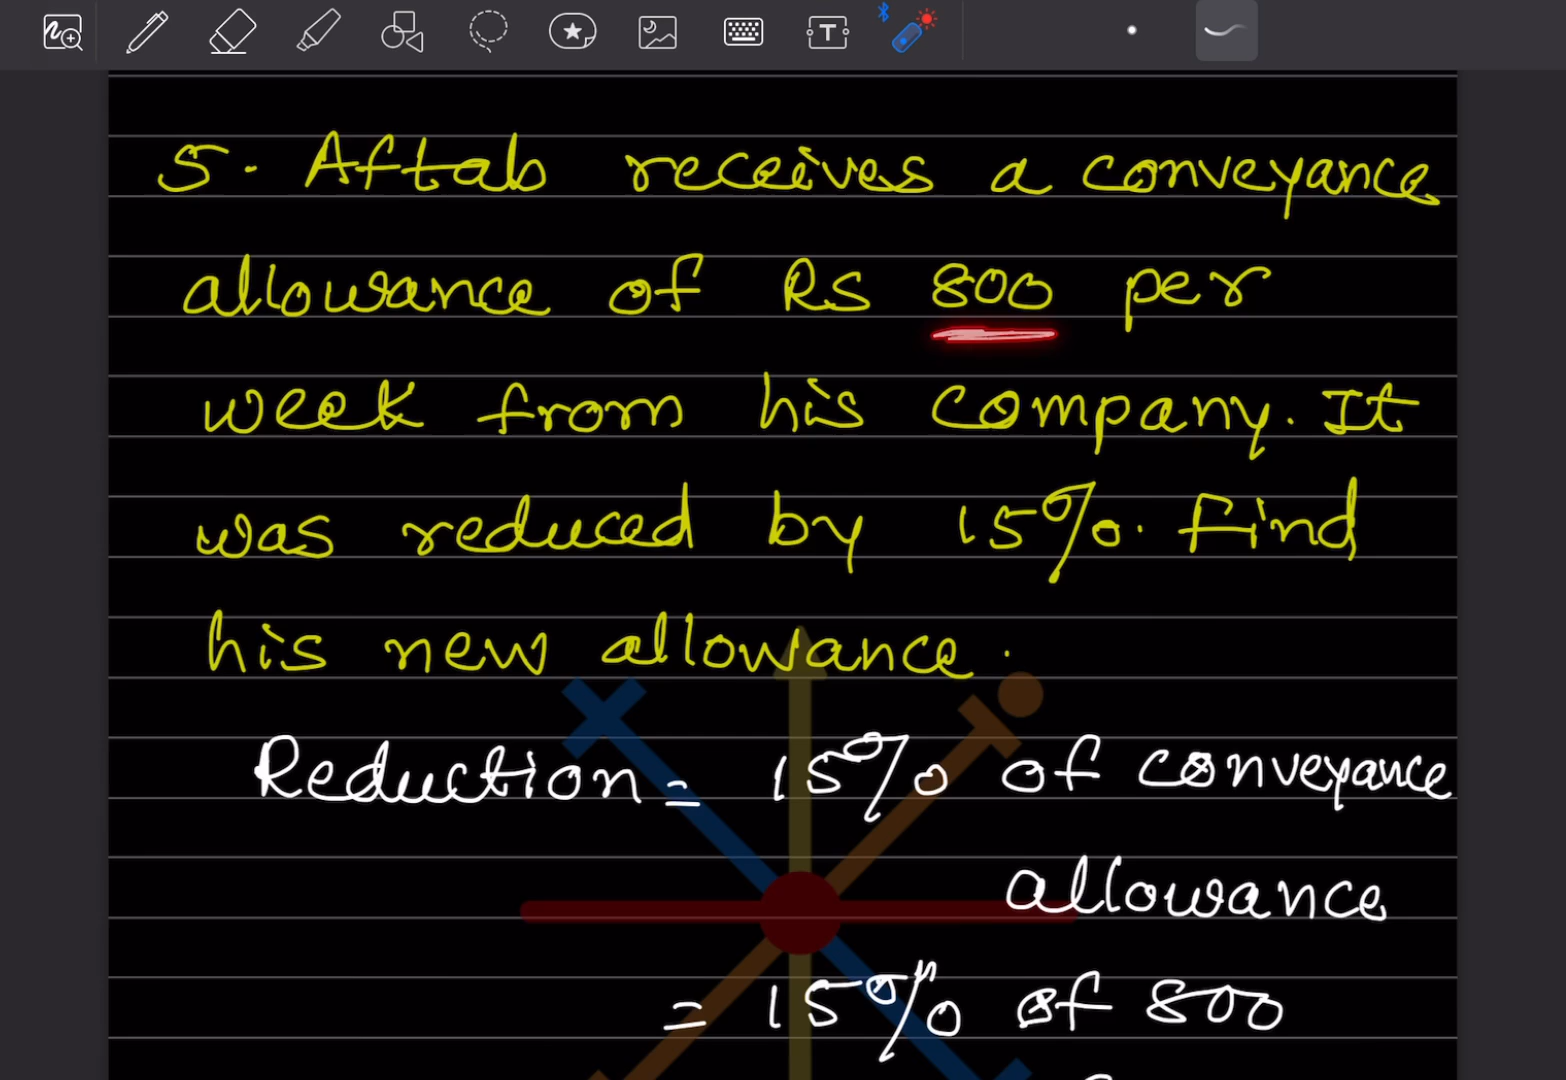 5. Aftab receives a conveyance
allowance of Rs 800 per
week from his company. It
was reduced by 15%. Find
his new allowance.
Reduction = 15% of conveyance
allowance
= 15% of 800